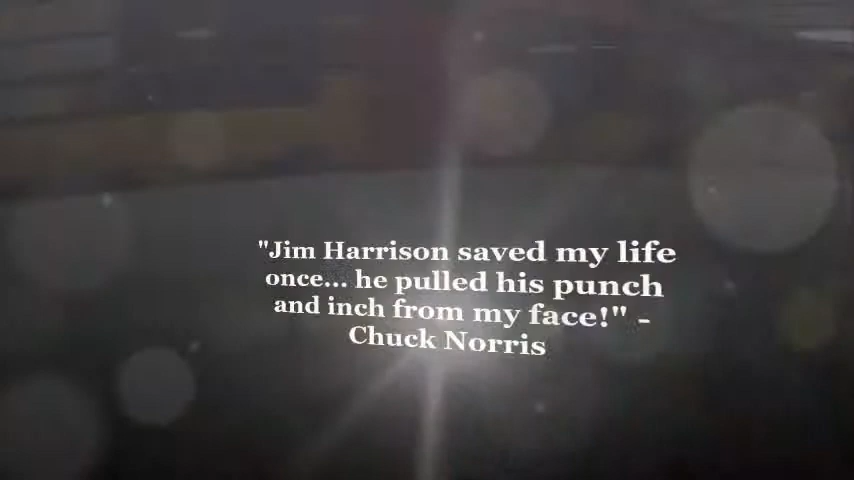 "Jim Harrison saved my life
once... he pulled his punch
and inch from my face!" -
Chuck Norris